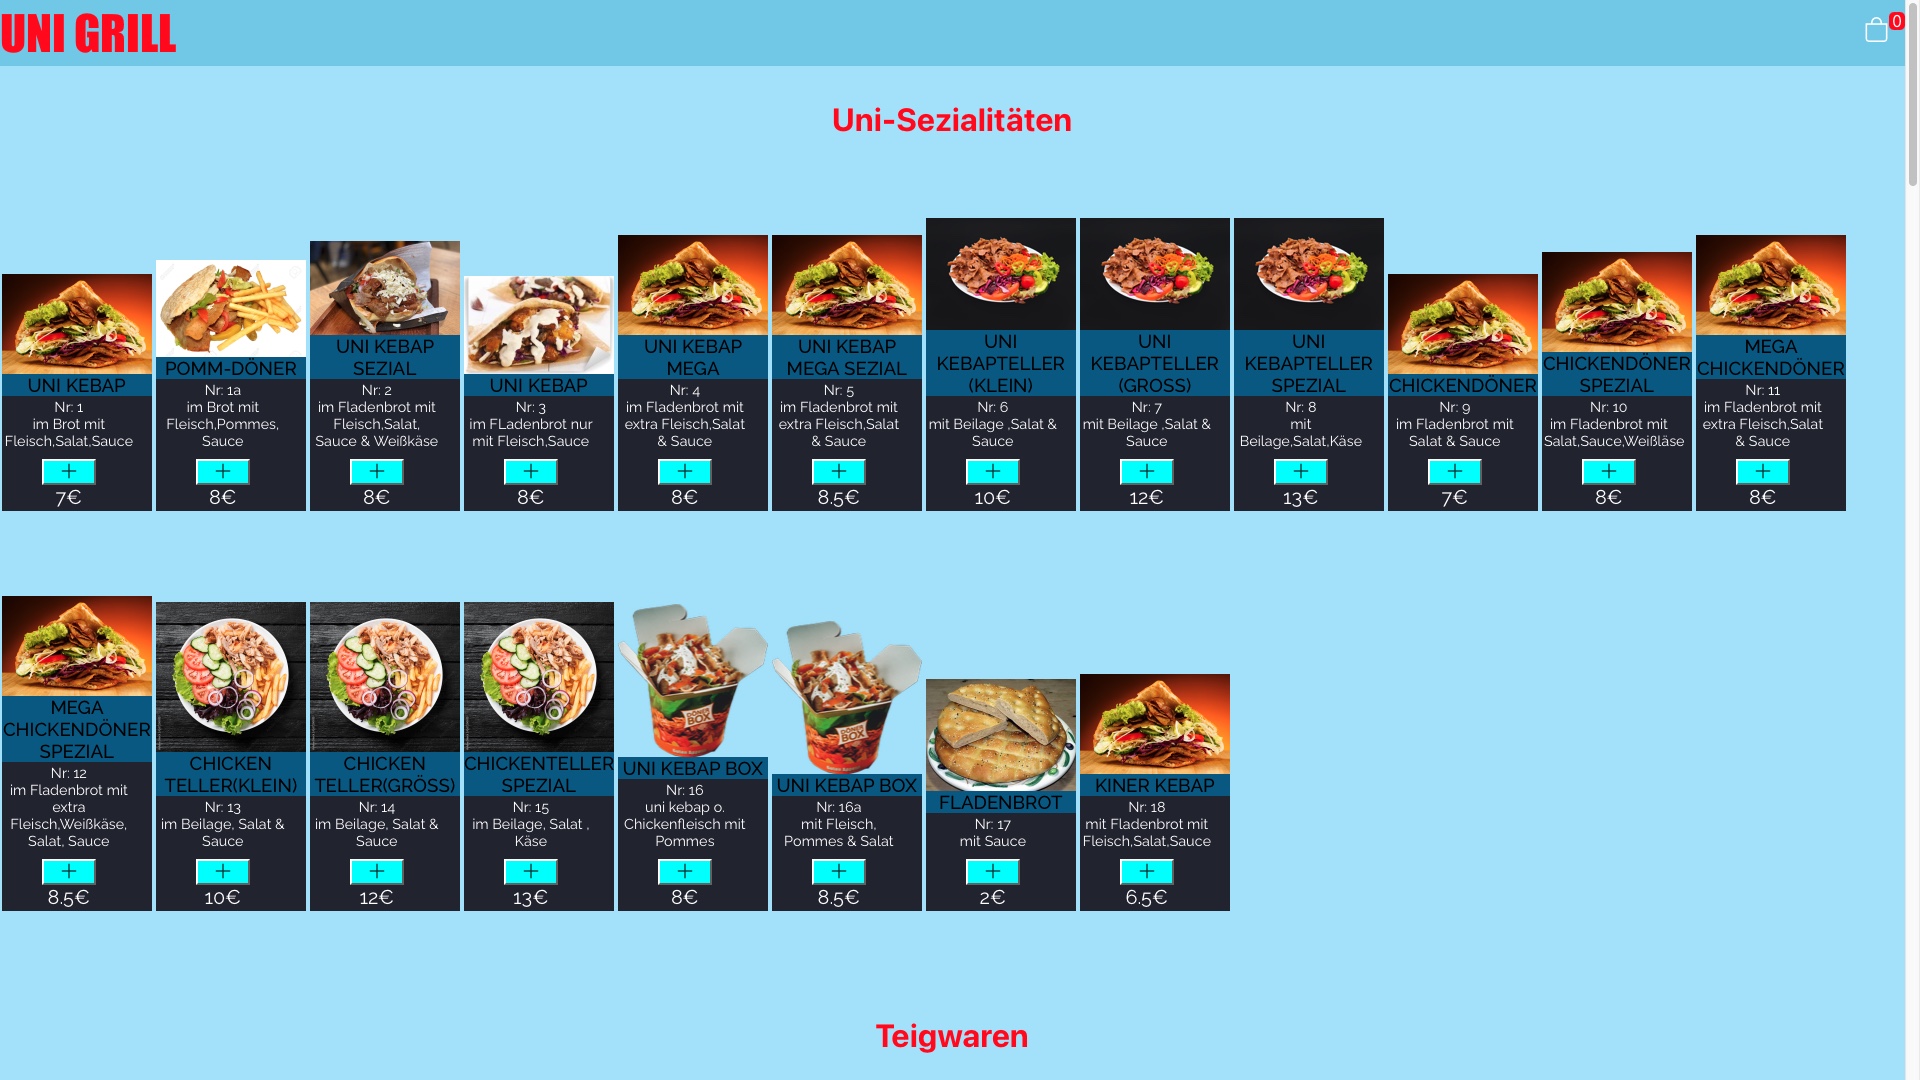 UNI GRILL
0
Uni-Sezialitäten
UNI KEBAP
Nr: 1
im Brot mit
Fleisch,Salat,Sauce
7€
POMM-DÖNER
Nr: 1a
im Brot mit
Fleisch,Pommes,
Sauce
8€
UNI KEBAP
SEZIAL
Nr: 2
im Fladenbrot mit
Fleisch,Salat,
Sauce & Weißkäse
8€
UNI KEBAP
Nr: 3
im FLadenbrot nur
mit Fleisch,Sauce
8€
UNI KEBAP
MEGA
Nr: 4
im Fladenbrot mit
extra Fleisch,Salat
& Sauce
8€
UNI KEBAP
MEGA SEZIAL
Nr: 5
im Fladenbrot mit
extra Fleisch,Salat
& Sauce
8.5€
UNI
KEBAPTELLER
(KLEIN)
Nr: 6
mit Beilage ,Salat &
Sauce
10€
UNI
KEBAPTELLER
(GROSS)
Nr: 7
mit Beilage ,Salat &
Sauce
12€
UNI
KEBAPTELLER
SPEZIAL
Nr: 8
mit
Beilage,Salat,Käse
13€
CHICKENDÖNER
Nr: 9
im Fladenbrot mit
Salat & Sauce
7€
CHICKENDÖNER
SPEZIAL
Nr: 10
im Fladenbrot mit
Salat,Sauce,Weißläse
8€
MEGA
CHICKENDÖNER
Nr: 11
im Fladenbrot mit
extra Fleisch,Salat
& Sauce
8€
MEGA
CHICKENDÖNER
SPEZIAL
Nr: 12
im Fladenbrot mit
extra
Fleisch,Weißkäse,
Salat, Sauce
8.5€
CHICKEN
TELLER(KLEIN)
Nr: 13
im Beilage, Salat &
Sauce
10€
CHICKEN
TELLER(GRÖSS)
Nr: 14
im Beilage, Salat &
Sauce
12€
CHICKENTELLER
SPEZIAL
Nr: 15
im Beilage, Salat ,
Käse
13€
DÖNER
BOX
UNI KEBAP BOX
Nr: 16
uni kebap o.
Chickenfleisch mit
Pommes
8€
DÖNER
BOX
UNI KEBAP BOX
Nr: 16a
mit Fleisch,
Pommes & Salat
8.5€
FLADENBROT
Nr: 17
mit Sauce
2€
KINER KEBAP
Nr: 18
mit Fladenbrot mit
Fleisch,Salat,Sauce
6.5€
Teigwaren